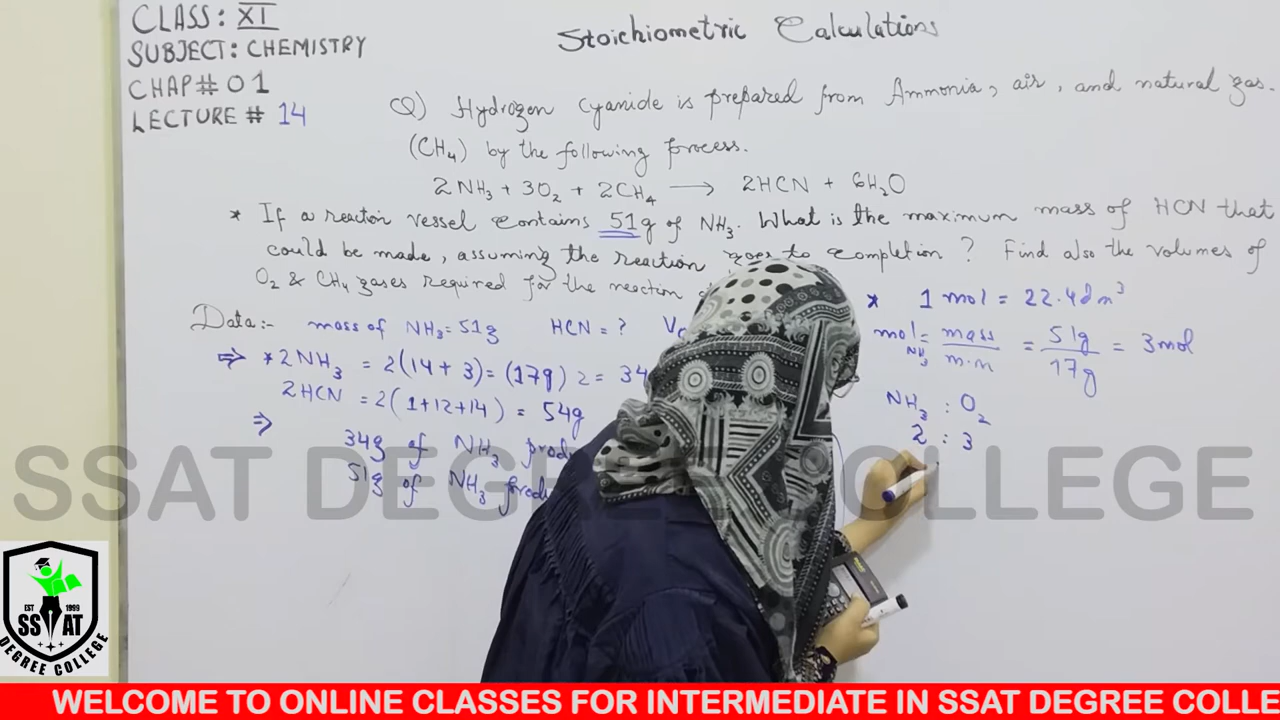 CLASS: XI
SUBJECT: CHEMISTRY
CHAP# 01
LECTURE # 14
Stoichiometric Calculations
Q) Hydrogen Cyanide is prepared from Ammonia, air, and natural gas.
(CH₄) by the following process.
2NH₃ + 3O₂ + 2CH₄ ⟶ 2HCN + 6H₂O
* If a reaction vessel contains 51g of NH₃. What is the maximum mass of HCN that
could be made, assuming the reaction goes to completion ? Find also the volumes of
O₂ & CH₄ gases required for the reaction
Data:- mass of NH₃ = 51g HCN = ?
⇒ *2NH₃ = 2(14 + 3) = (17g) 2 = 34
2HCN = 2(1+12+14) = 54g
⇒ 34g of NH₃
51g of NH₃
* 1 mol = 22.4dm³
mol NH₃ = mass / m.m = 51g / 17g = 3mol
NH₃ : O₂
2 : 3
SSAT DEGREE COLLEGE
EST 1999
SSAT
DEGREE COLLEGE
WELCOME TO ONLINE CLASSES FOR INTERMEDIATE IN SSAT DEGREE COLLE